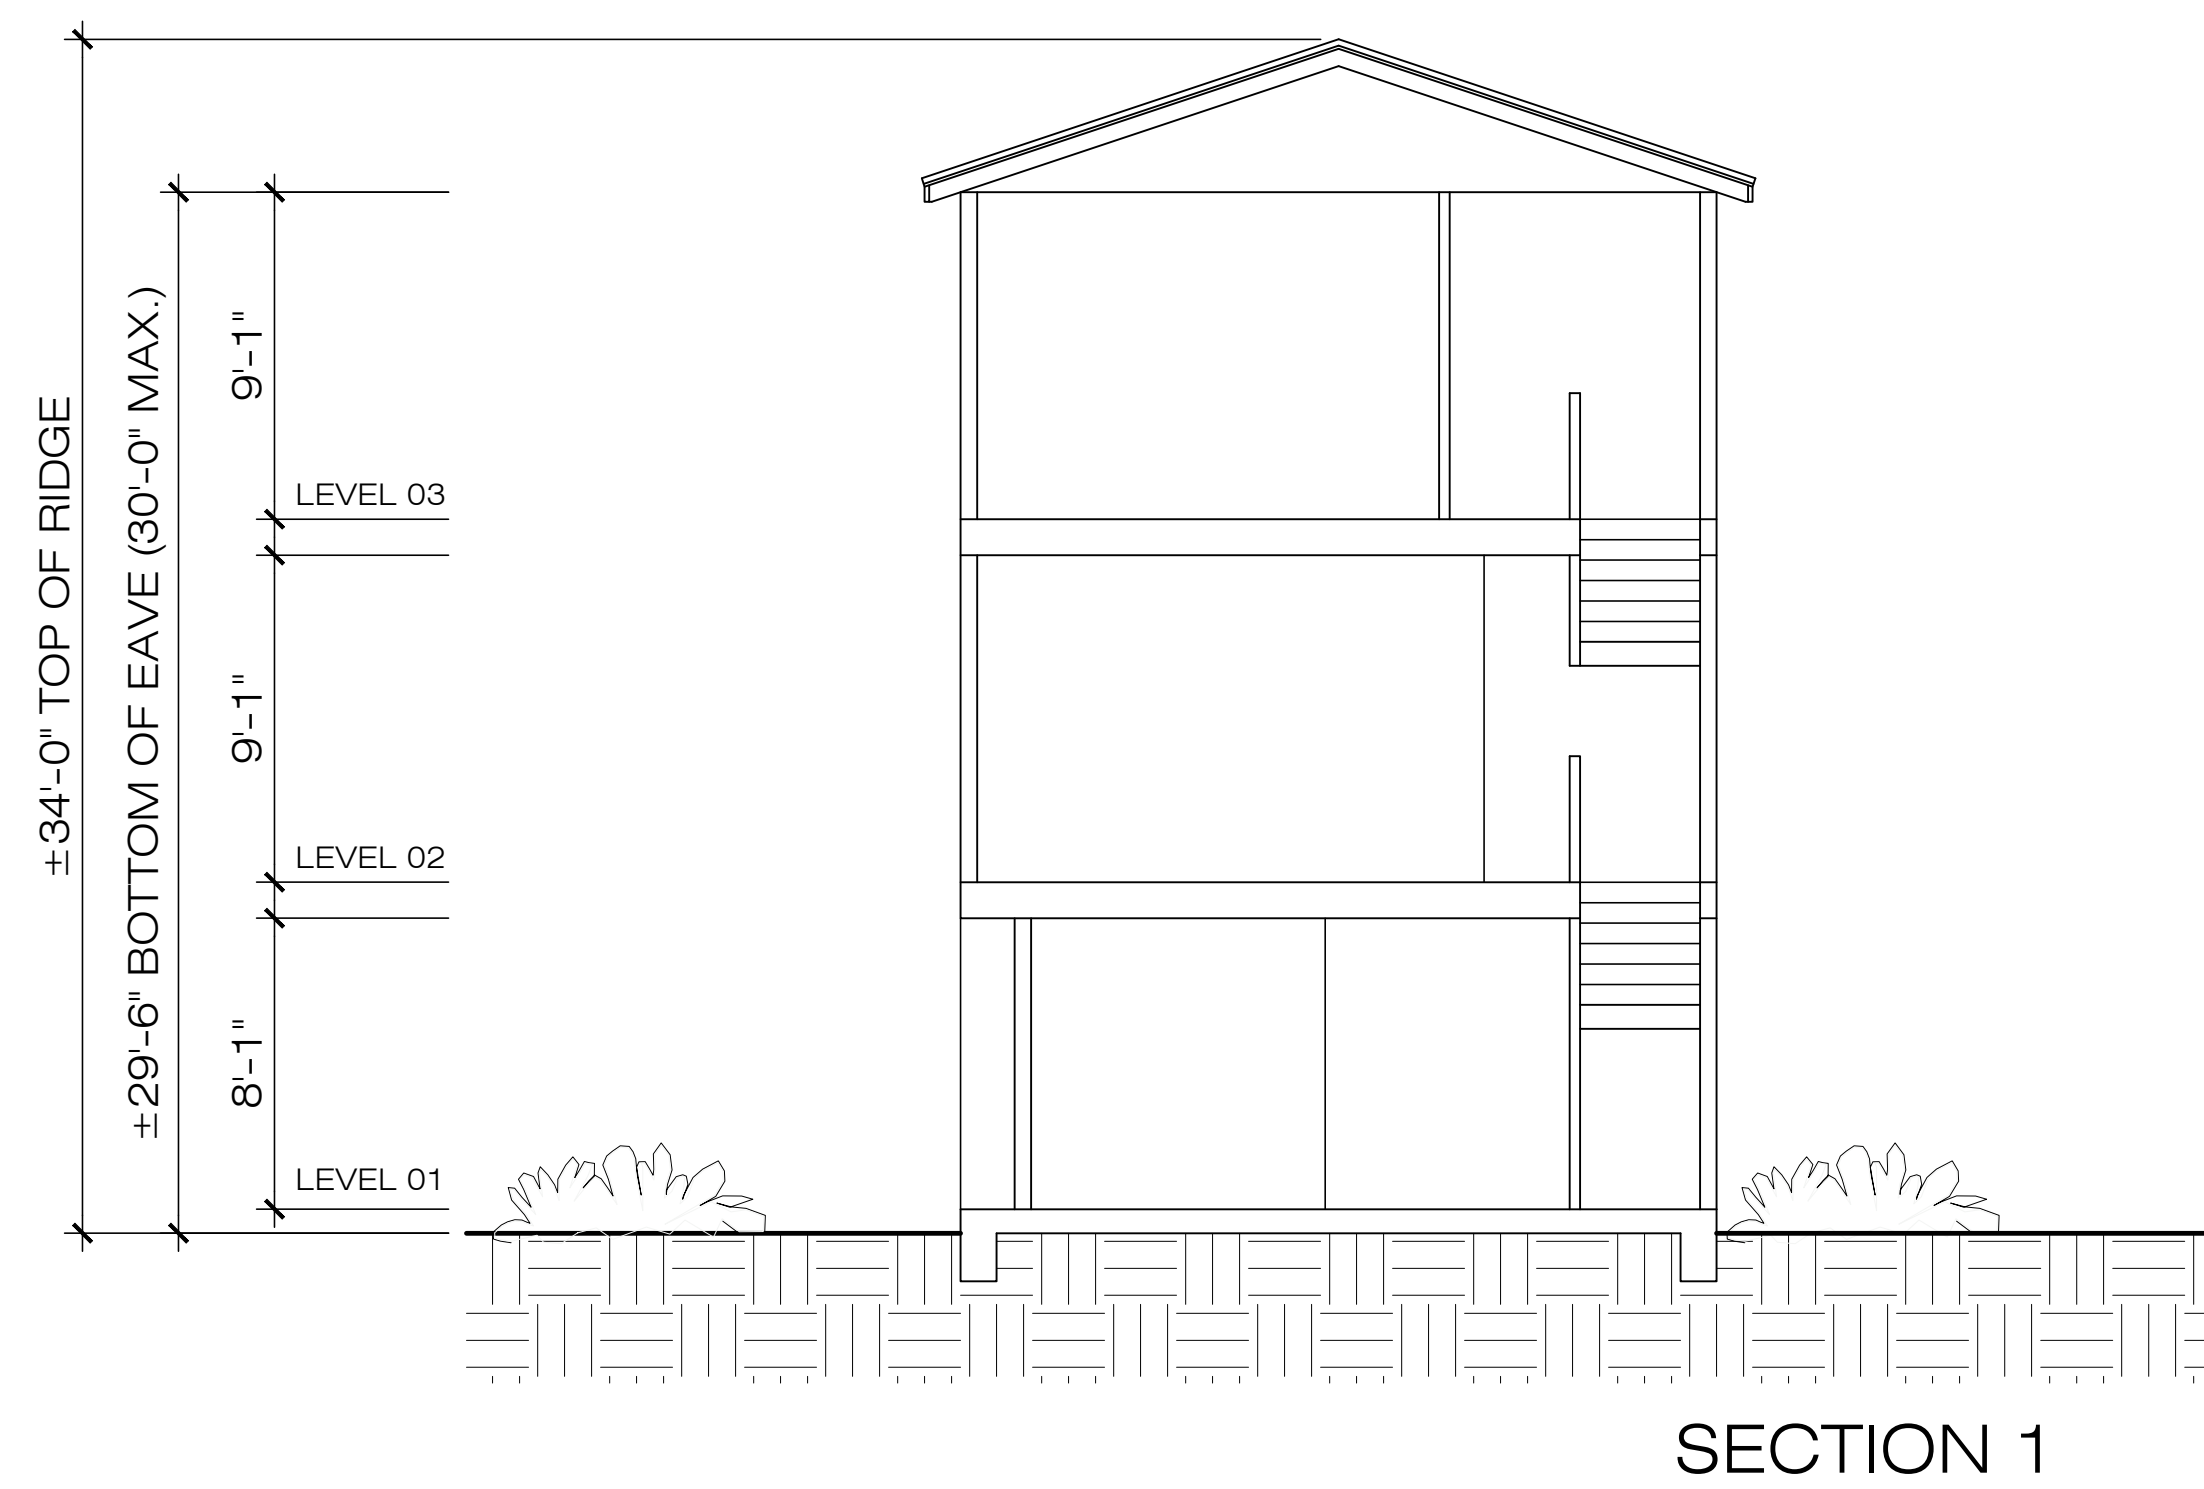 ±34'-0" TOP OF RIDGE
±29'-6" BOTTOM OF EAVE (30'-0" MAX.)
9'-1"
LEVEL 03
9'-1"
LEVEL 02
8'-1"
LEVEL 01
SECTION 1